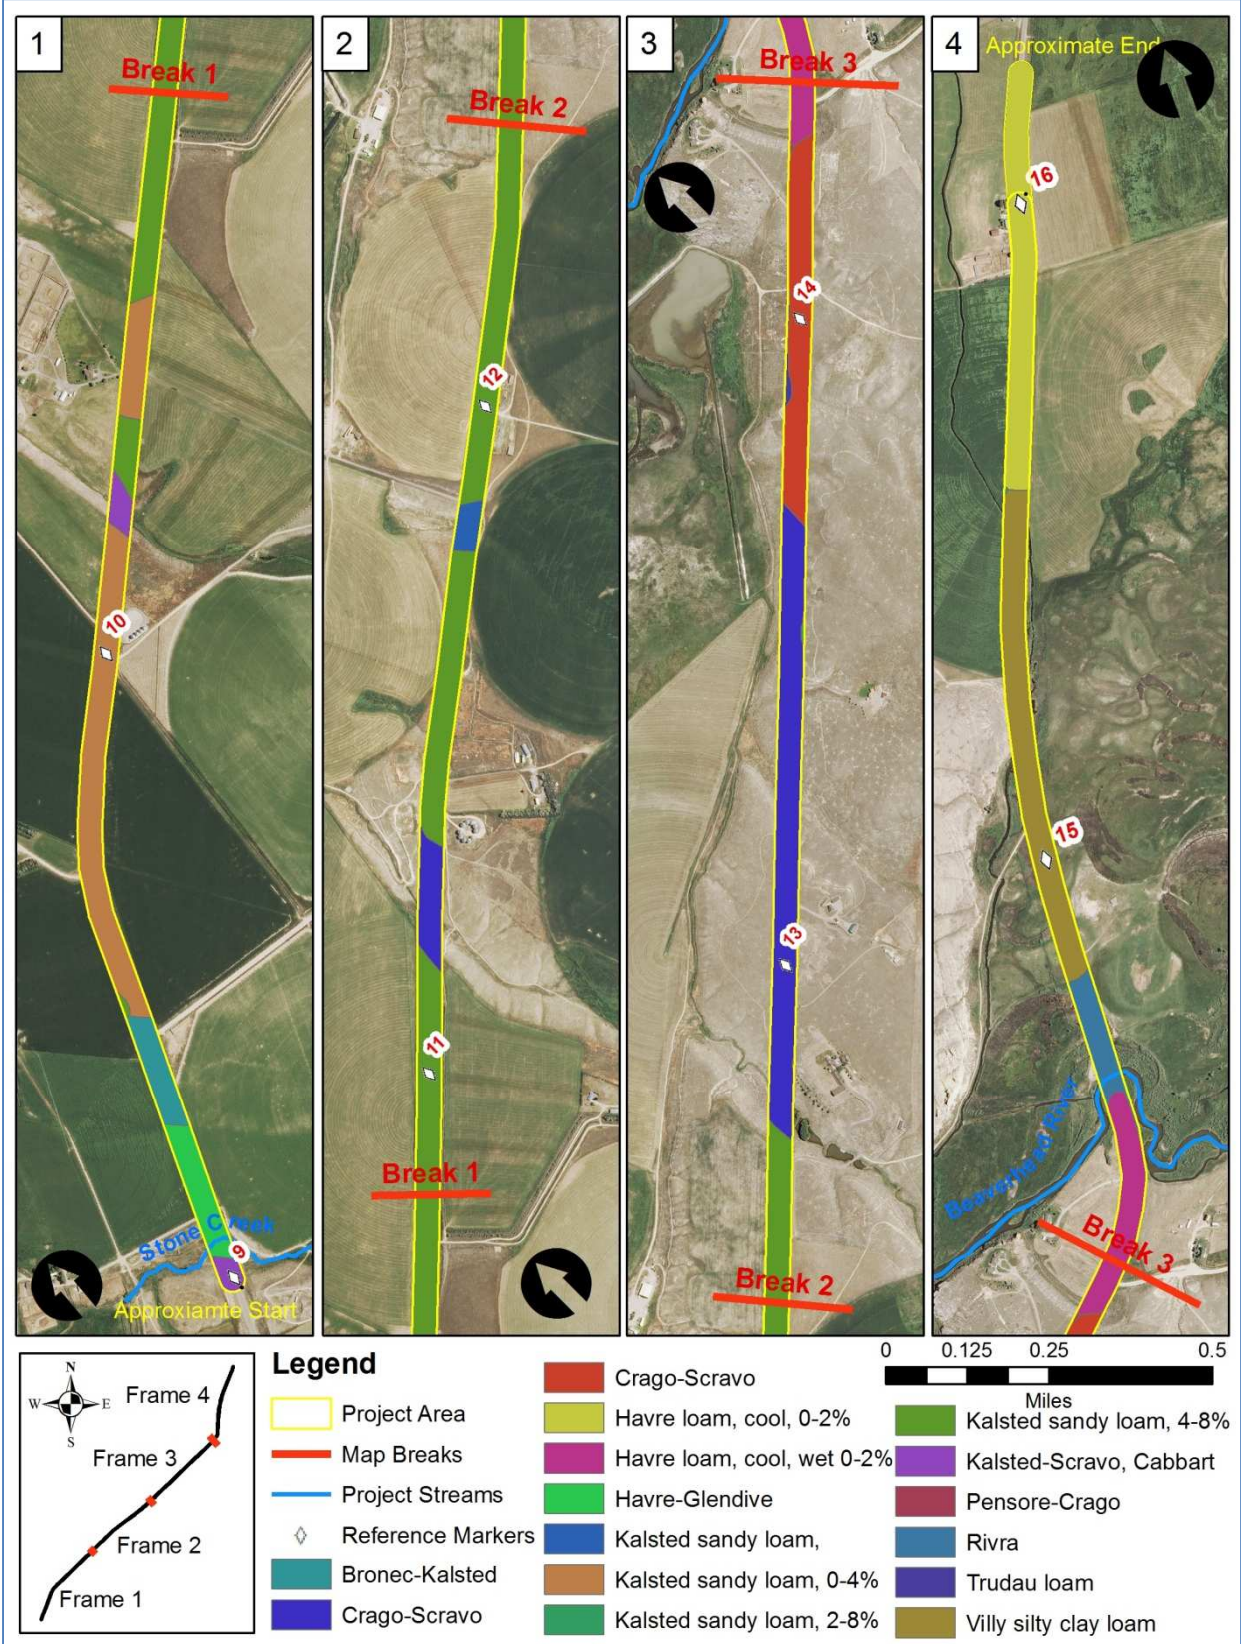 1
Break 1
10
Stone Creek
9
Approxiamte Start
2
Break 2
12
11
Break 1
3
Break 3
14
13
Break 2
4
Approximate End
16
15
Beaverhead River
Break 3
N
W E
S
Frame 4
Frame 3
Frame 2
Frame 1
Legend
Project Area
Map Breaks
Project Streams
Reference Markers
Bronec-Kalsted
Crago-Scravo
Crago-Scravo
Havre loam, cool, 0-2%
Havre loam, cool, wet 0-2%
Havre-Glendive
Kalsted sandy loam,
Kalsted sandy loam, 0-4%
Kalsted sandy loam, 2-8%
0 0.125 0.25 0.5
Miles
Kalsted sandy loam, 4-8%
Kalsted-Scravo, Cabbart
Pensore-Crago
Rivra
Trudau loam
Villy silty clay loam